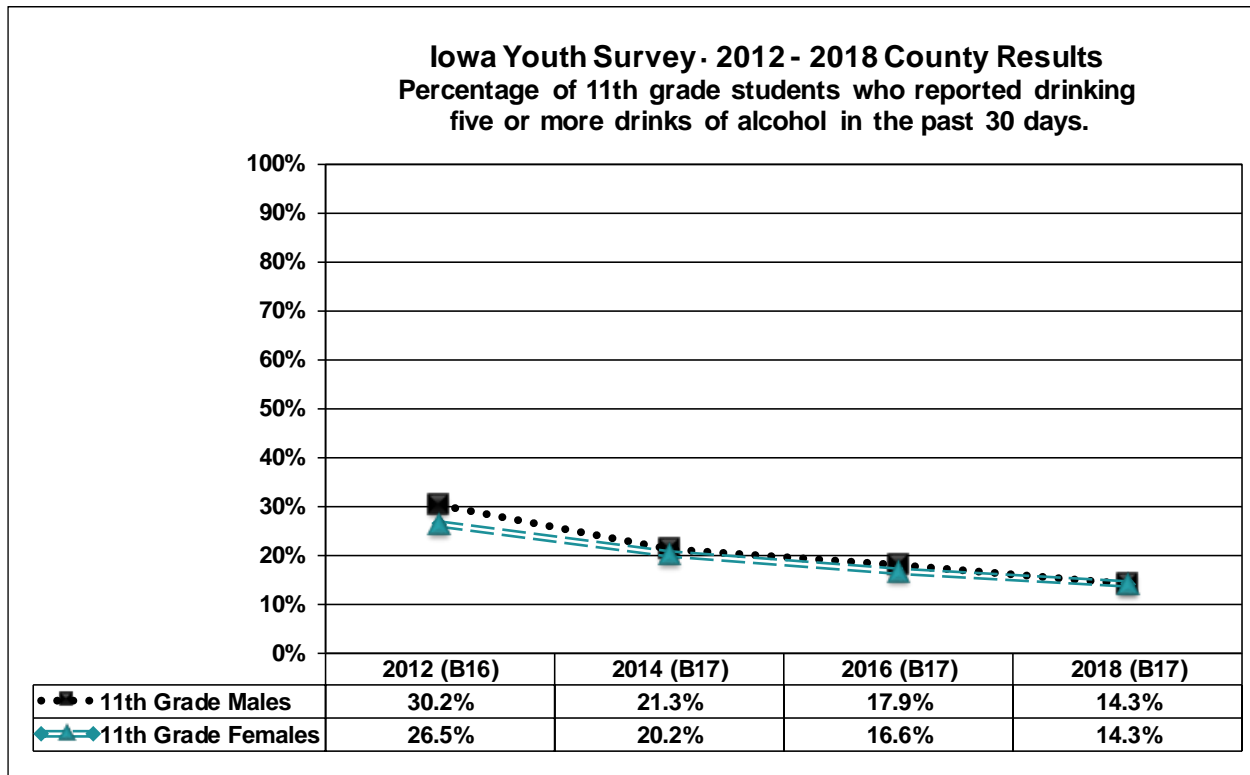 Iowa Youth Survey · 2012 - 2018 County Results
Percentage of 11th grade students who reported drinking
five or more drinks of alcohol in the past 30 days.
100%
90%
80%
70%
60%
50%
40%
30%
20%
10%
0%
2012 (B16) 2014 (B17) 2016 (B17) 2018 (B17)
11th Grade Males 30.2% 21.3% 17.9% 14.3%
11th Grade Females 26.5% 20.2% 16.6% 14.3%